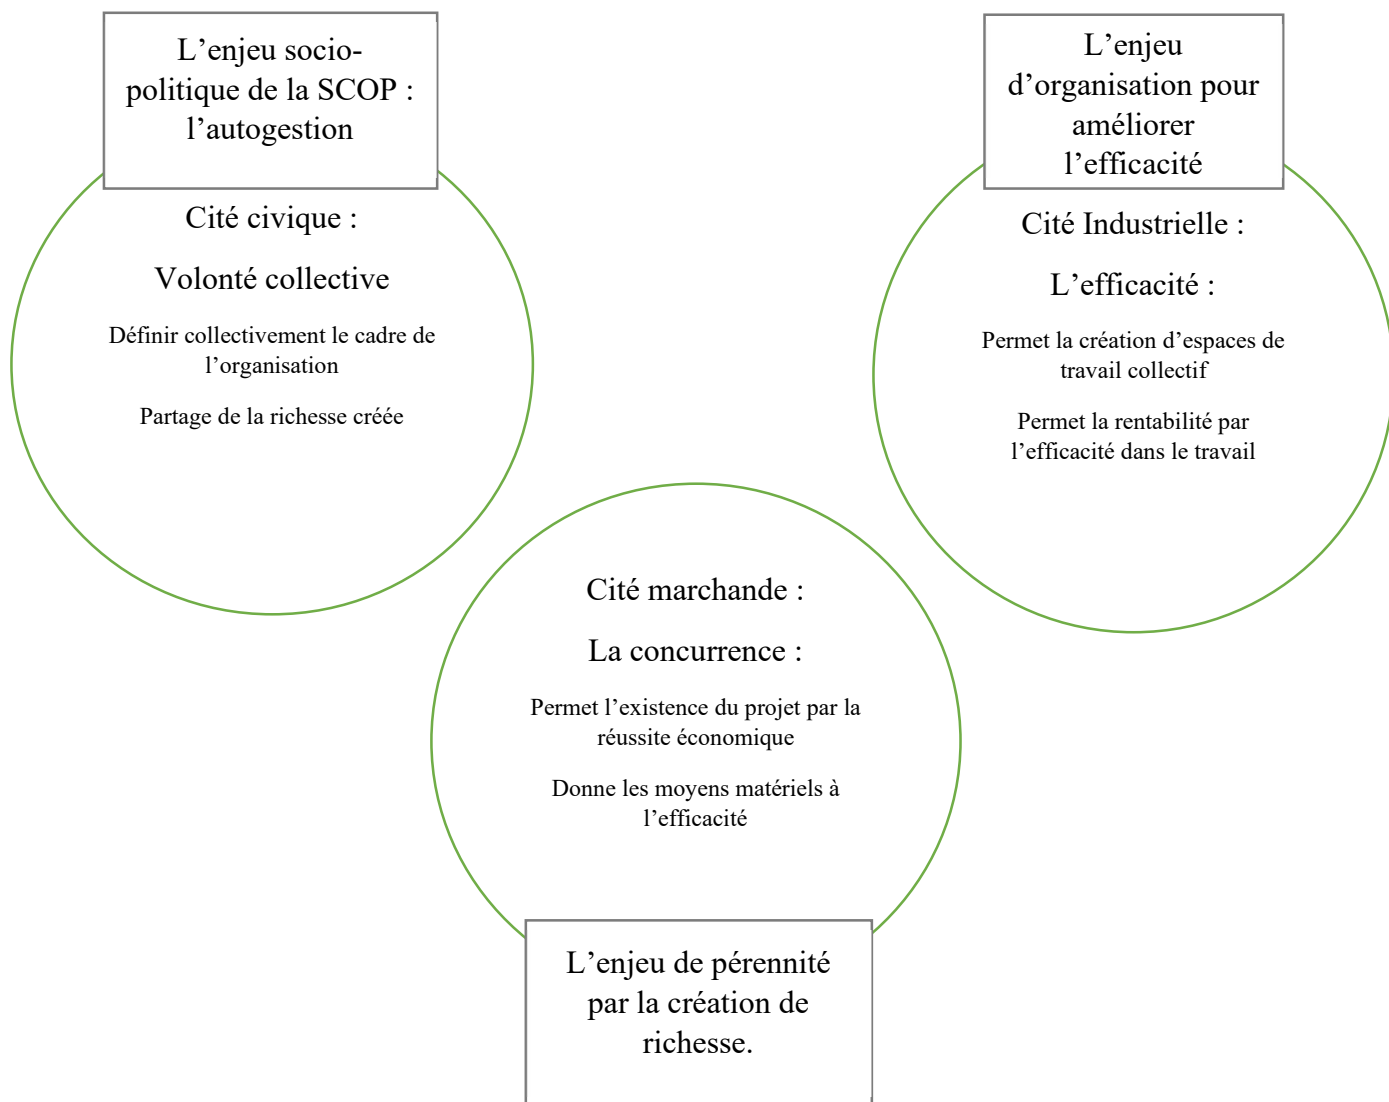 L’enjeu socio-
politique de la SCOP :
l’autogestion
Cité civique :
Volonté collective
Définir collectivement le cadre de
l’organisation
Partage de la richesse créée
L’enjeu
d’organisation pour
améliorer
l’efficacité
Cité Industrielle :
L’efficacité :
Permet la création d’espaces de
travail collectif
Permet la rentabilité par
l’efficacité dans le travail
Cité marchande :
La concurrence :
Permet l’existence du projet par la
réussite économique
Donne les moyens matériels à
l’efficacité
L’enjeu de pérennité
par la création de
richesse.